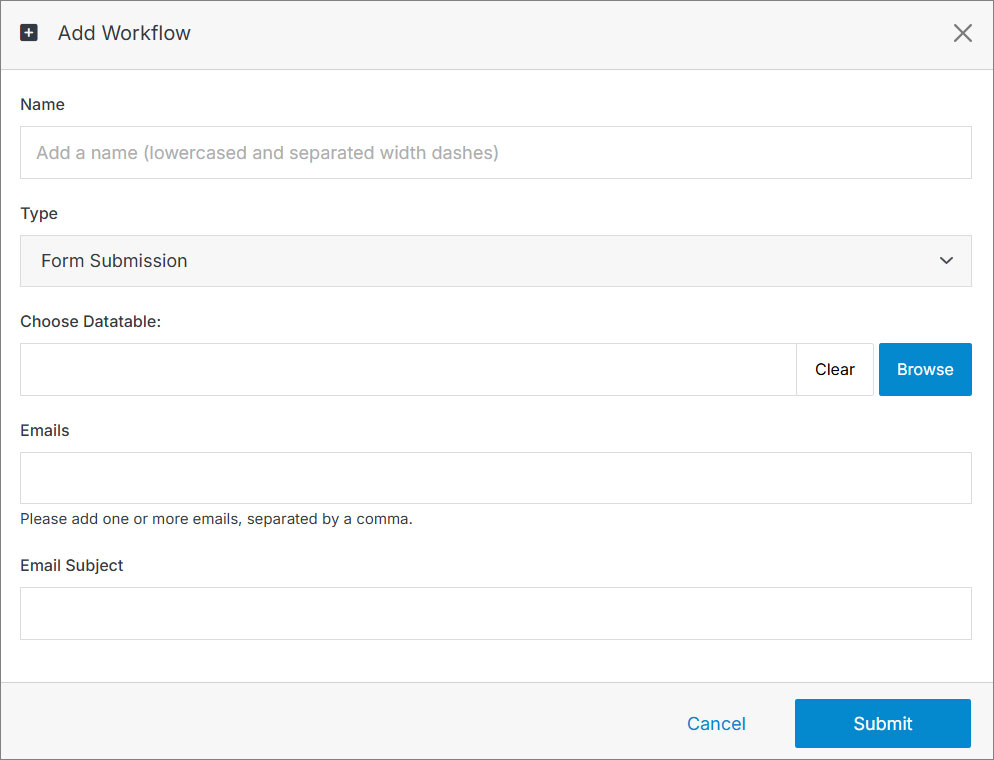 Add Workflow
Name
Add a name (lowercased and separated width dashes)
Type
Form Submission
Choose Datatable:
Clear
Browse
Emails
Please add one or more emails, separated by a comma.
Email Subject
Cancel
Submit